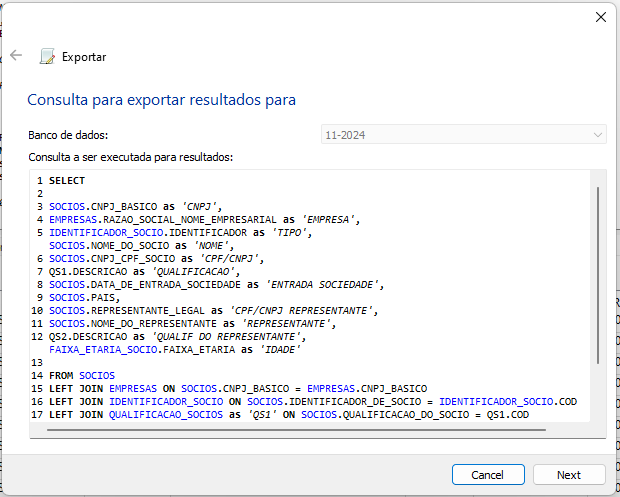 Exportar
Consulta para exportar resultados para
Banco de dados:
11-2024
Consulta a ser executada para resultados:
1 SELECT
2
3 SOCIOS.CNPJ_BASICO as 'CNPJ',
4 EMPRESAS.RAZAO_SOCIAL_NOME_EMPRESARIAL as 'EMPRESA',
5 IDENTIFICADOR_SOCIO.IDENTIFICADOR as 'TIPO',
SOCIOS.NOME_DO_SOCIO as 'NOME',
6 SOCIOS.CNPJ_CPF_SOCIO as 'CPF/CNPJ',
7 QS1.DESCRICAO as 'QUALIFICACAO',
8 SOCIOS.DATA_DE_ENTRADA_SOCIEDADE as 'ENTRADA SOCIEDADE',
9 SOCIOS.PAIS,
10 SOCIOS.REPRESENTANTE_LEGAL as 'CPF/CNPJ REPRESENTANTE',
11 SOCIOS.NOME_DO_REPRESENTANTE as 'REPRESENTANTE',
12 QS2.DESCRICAO as 'QUALIF DO REPRESENTANTE',
FAIXA_ETARIA_SOCIO.FAIXA_ETARIA as 'IDADE'
13
14 FROM SOCIOS
15 LEFT JOIN EMPRESAS ON SOCIOS.CNPJ_BASICO = EMPRESAS.CNPJ_BASICO
16 LEFT JOIN IDENTIFICADOR_SOCIO ON SOCIOS.IDENTIFICADOR_DE_SOCIO = IDENTIFICADOR_SOCIO.COD
17 LEFT JOIN QUALIFICACAO_SOCIOS as 'QS1' ON SOCIOS.QUALIFICACAO_DO_SOCIO = QS1.COD
Cancel
Next